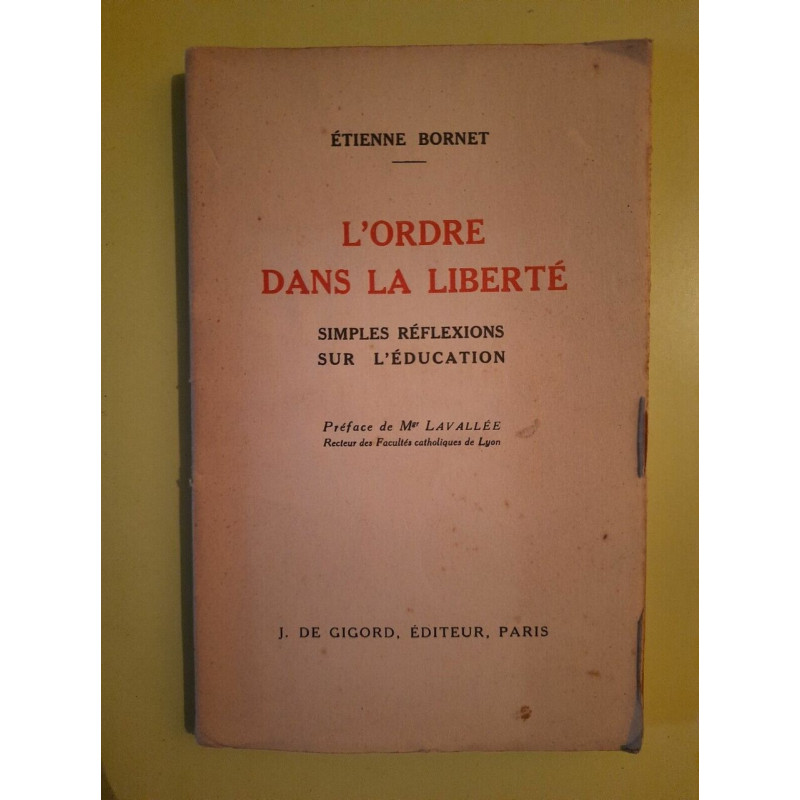 ÉTIENNE BORNET
L'ORDRE
DANS LA LIBERTÉ
SIMPLES RÉFLEXIONS
SUR L'ÉDUCATION
Préface de Mgr LAVALLÉE
Recteur des Facultés catholiques de Lyon
J. DE GIGORD, ÉDITEUR, PARIS